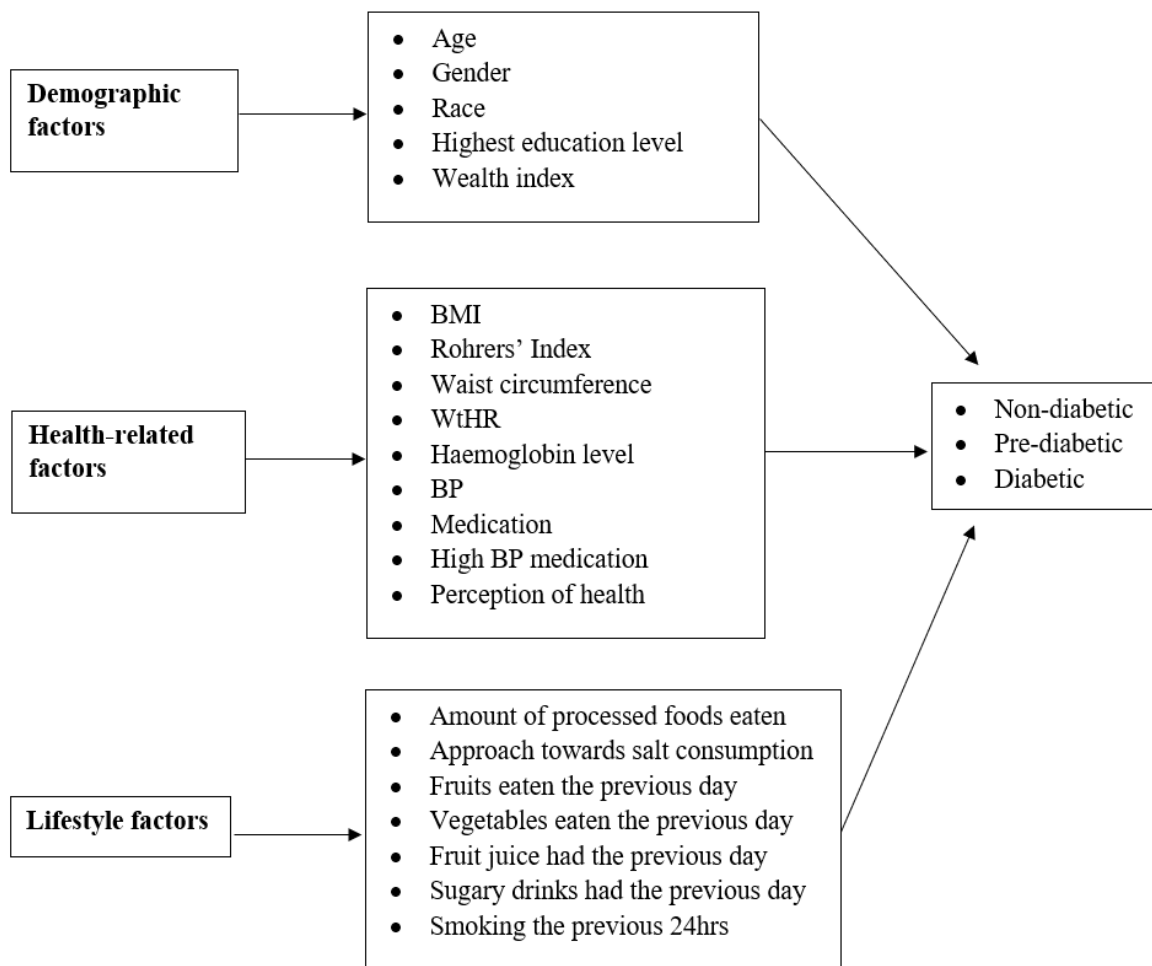 Demographic
factors
• Age
• Gender
• Race
• Highest education level
• Wealth index
Health-related
factors
• BMI
• Rohrers’ Index
• Waist circumference
• WtHR
• Haemoglobin level
• BP
• Medication
• High BP medication
• Perception of health
Lifestyle factors
• Amount of processed foods eaten
• Approach towards salt consumption
• Fruits eaten the previous day
• Vegetables eaten the previous day
• Fruit juice had the previous day
• Sugary drinks had the previous day
• Smoking the previous 24hrs
• Non-diabetic
• Pre-diabetic
• Diabetic